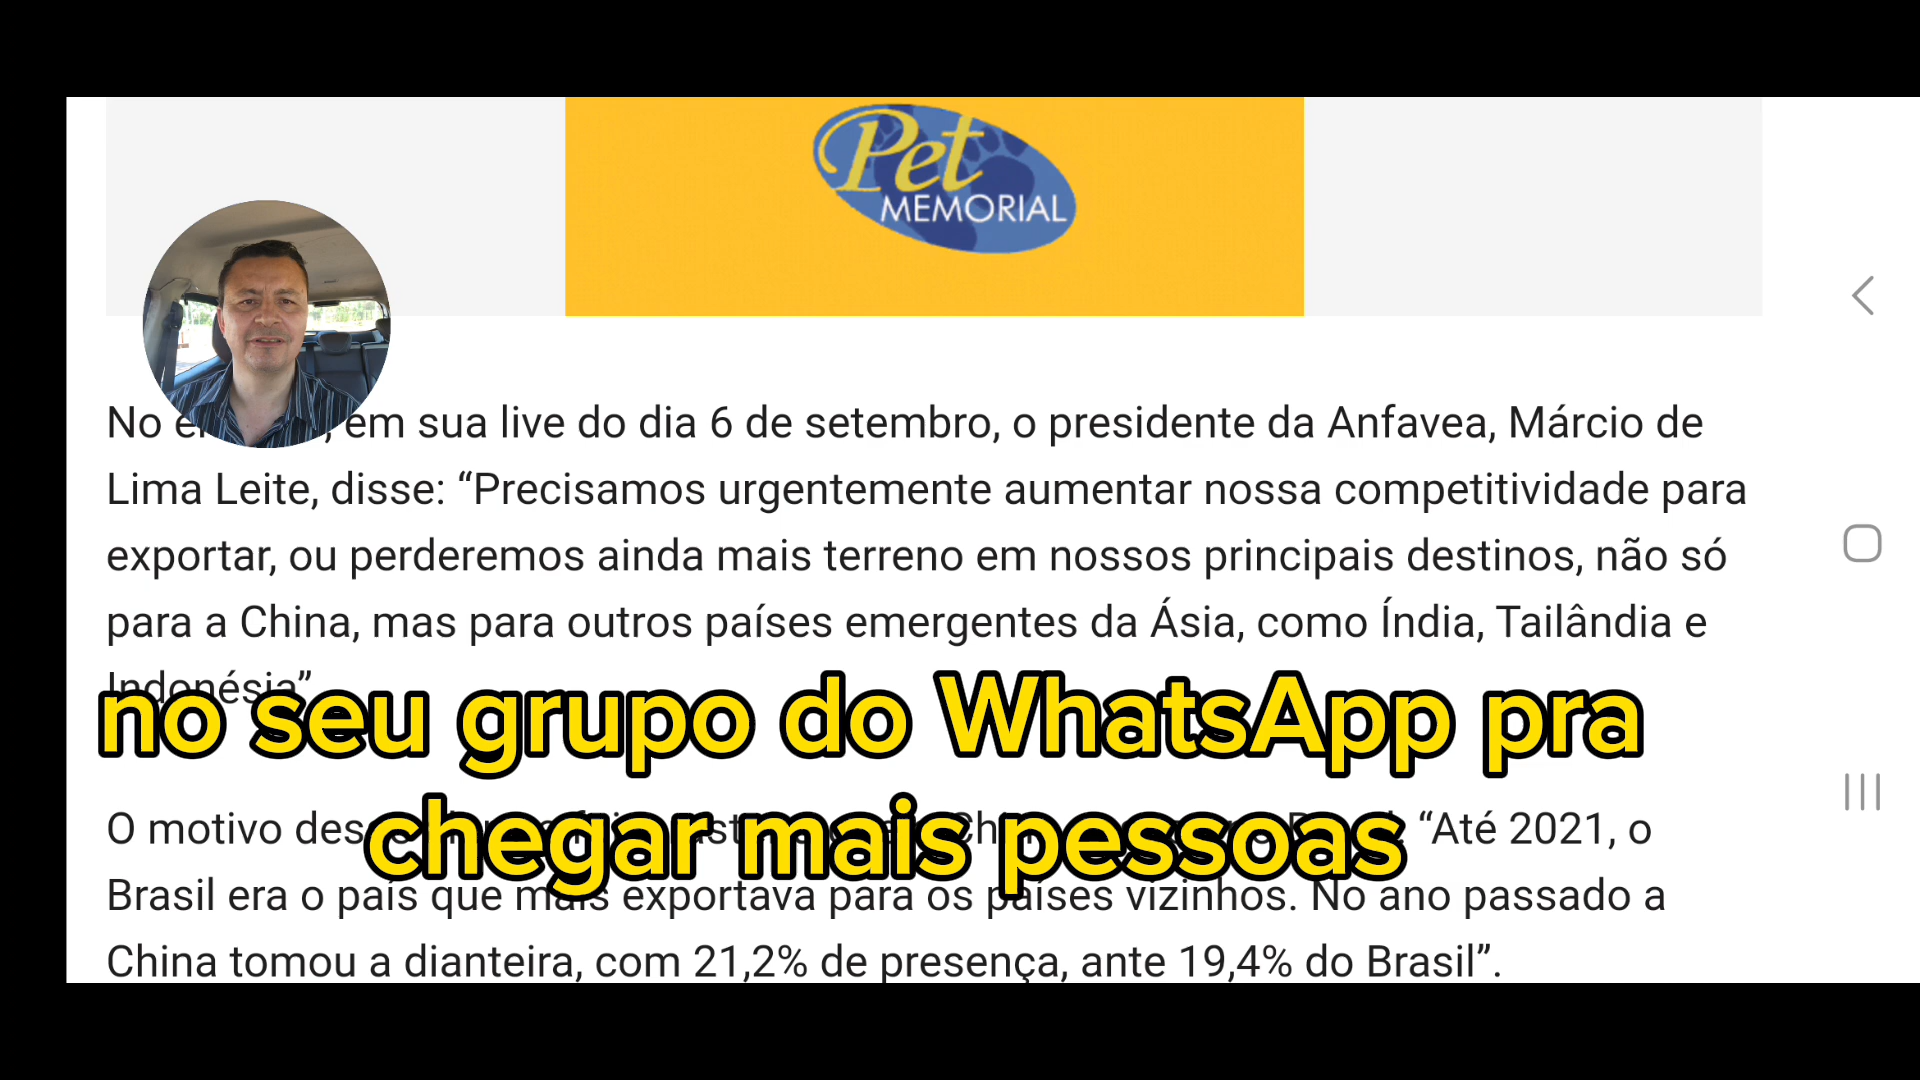 Pet
MEMORIAL
No em sua live do dia 6 de setembro, o presidente da Anfavea, Márcio de
Lima Leite, disse: “Precisamos urgentemente aumentar nossa competitividade para
exportar, ou perderemos ainda mais terreno em nossos principais destinos, não só
para a China, mas para outros países emergentes da Ásia, como Índia, Tailândia e
Indonésia”
no seu grupo do WhatsApp pra
chegar mais pessoas
O motivo “Até 2021, o
Brasil era o país que mais exportava para os países vizinhos. No ano passado a
China tomou a dianteira, com 21,2% de presença, ante 19,4% do Brasil”.